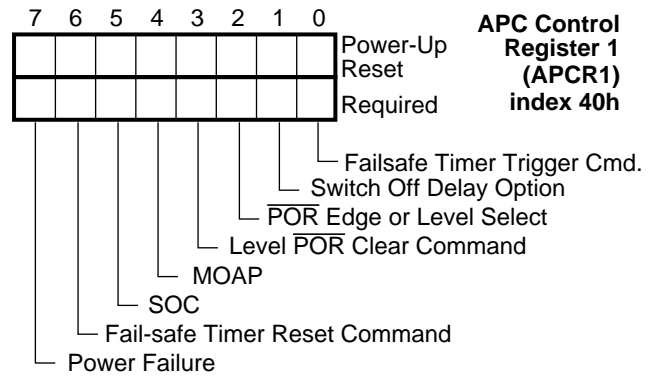 7 6 5 4 3 2 1 0
APC Control
Register 1
(APCR1)
index 40h
Power-Up
Reset
Required
Failsafe Timer Trigger Cmd.
Switch Off Delay Option
POR Edge or Level Select
Level POR Clear Command
MOAP
SOC
Fail-safe Timer Reset Command
Power Failure